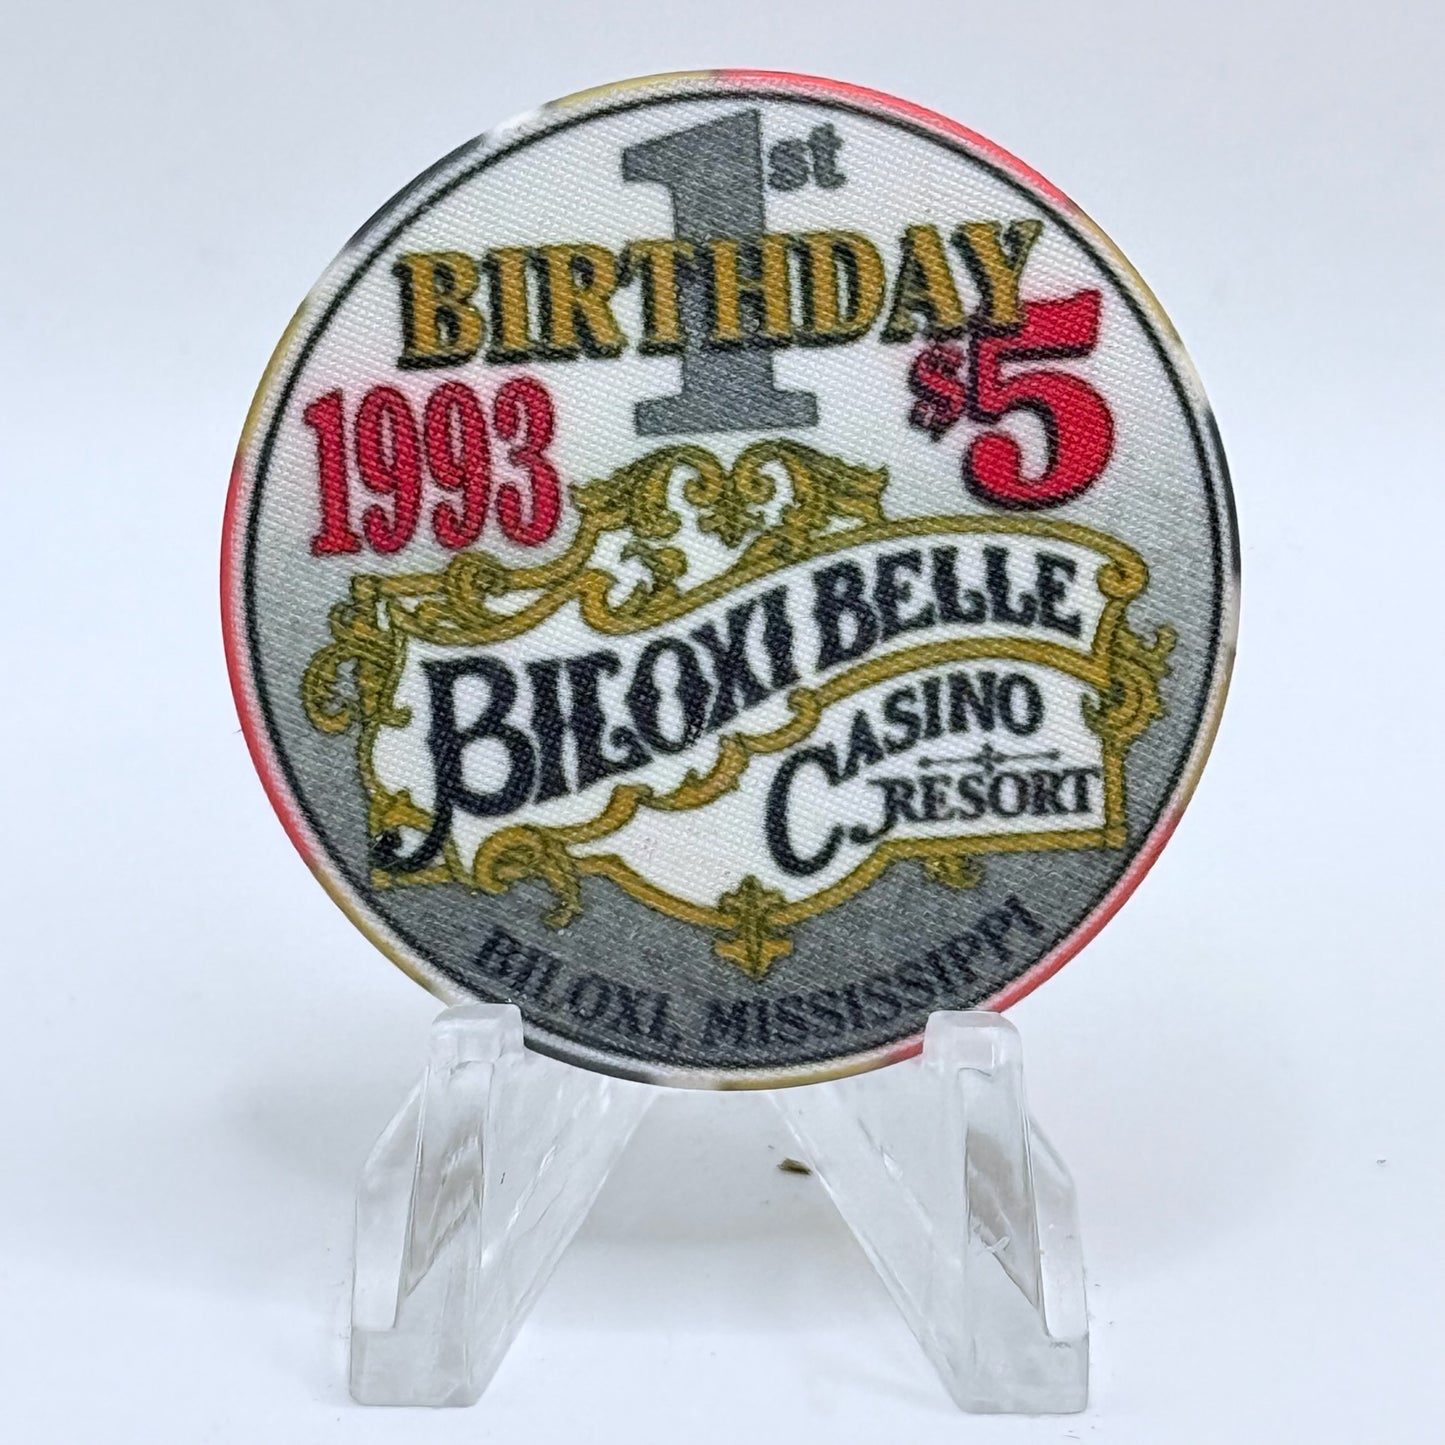 1st
BIRTHDAY
1993
$5
BILOXI BELLE
CASINO
RESORT
BILOXI, MISSISSIPPI